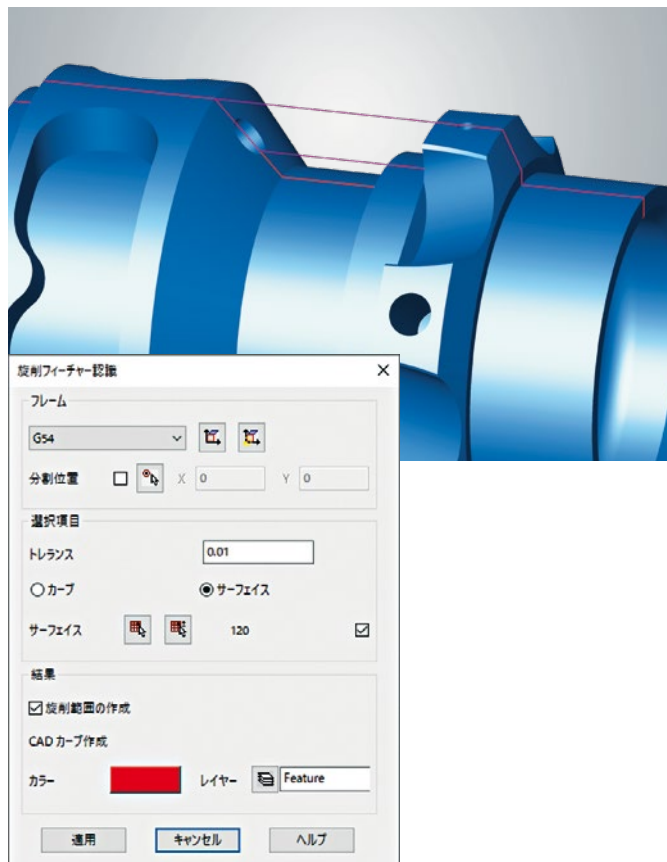 旋削フィーチャー認識
フレーム
G54
分割位置 X 0 Y 0
選択項目
トレランス 0.01
カーブ サーフェイス
サーフェイス 120
結果
旋削範囲の作成
CAD カーブ作成
カラー レイヤー Feature
適用 キャンセル ヘルプ